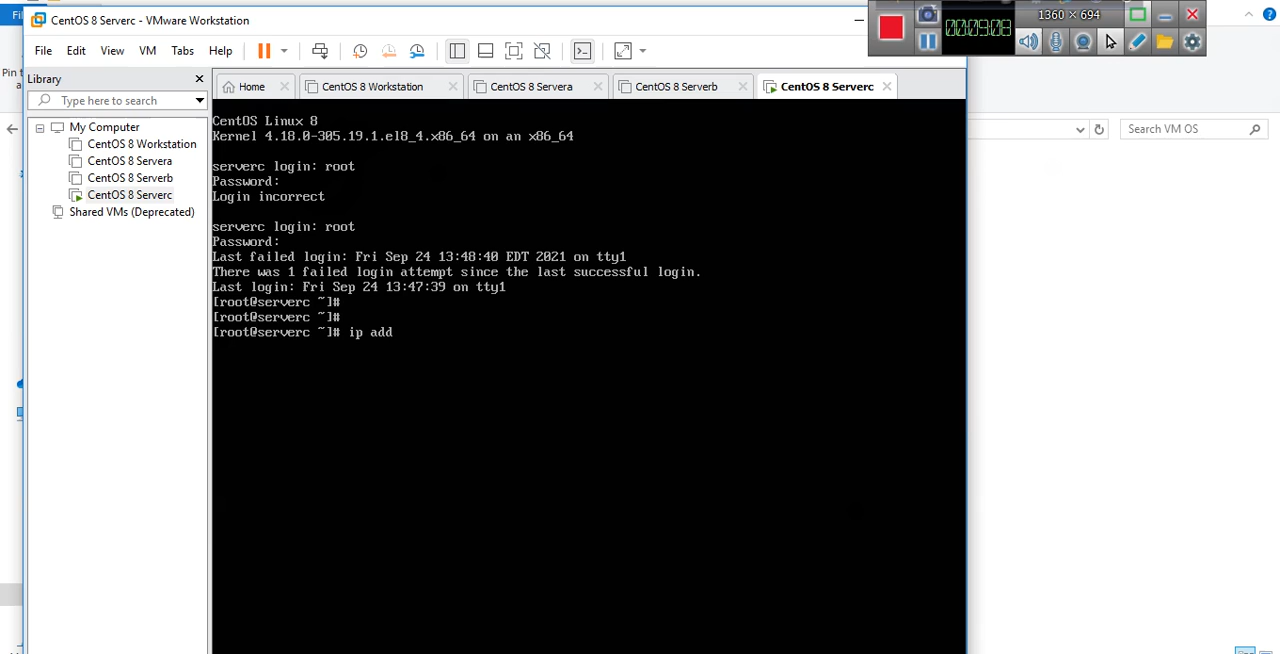 CentOS 8 Serverc - VMware Workstation
00:03:08
1360 × 694
File Edit View VM Tabs Help
Library
Type here to search
Home
CentOS 8 Workstation
CentOS 8 Servera
CentOS 8 Serverb
CentOS 8 Serverc
Search VM OS
My Computer
CentOS 8 Workstation
CentOS 8 Servera
CentOS 8 Serverb
CentOS 8 Serverc
Shared VMs (Deprecated)
CentOS Linux 8
Kernel 4.18.0-305.19.1.el8_4.x86_64 on an x86_64
serverc login: root
Password:
Login incorrect
serverc login: root
Password:
Last failed login: Fri Sep 24 13:48:40 EDT 2021 on tty1
There was 1 failed login attempt since the last successful login.
Last login: Fri Sep 24 13:47:39 on tty1
[root@serverc ~]#
[root@serverc ~]#
[root@serverc ~]# ip add